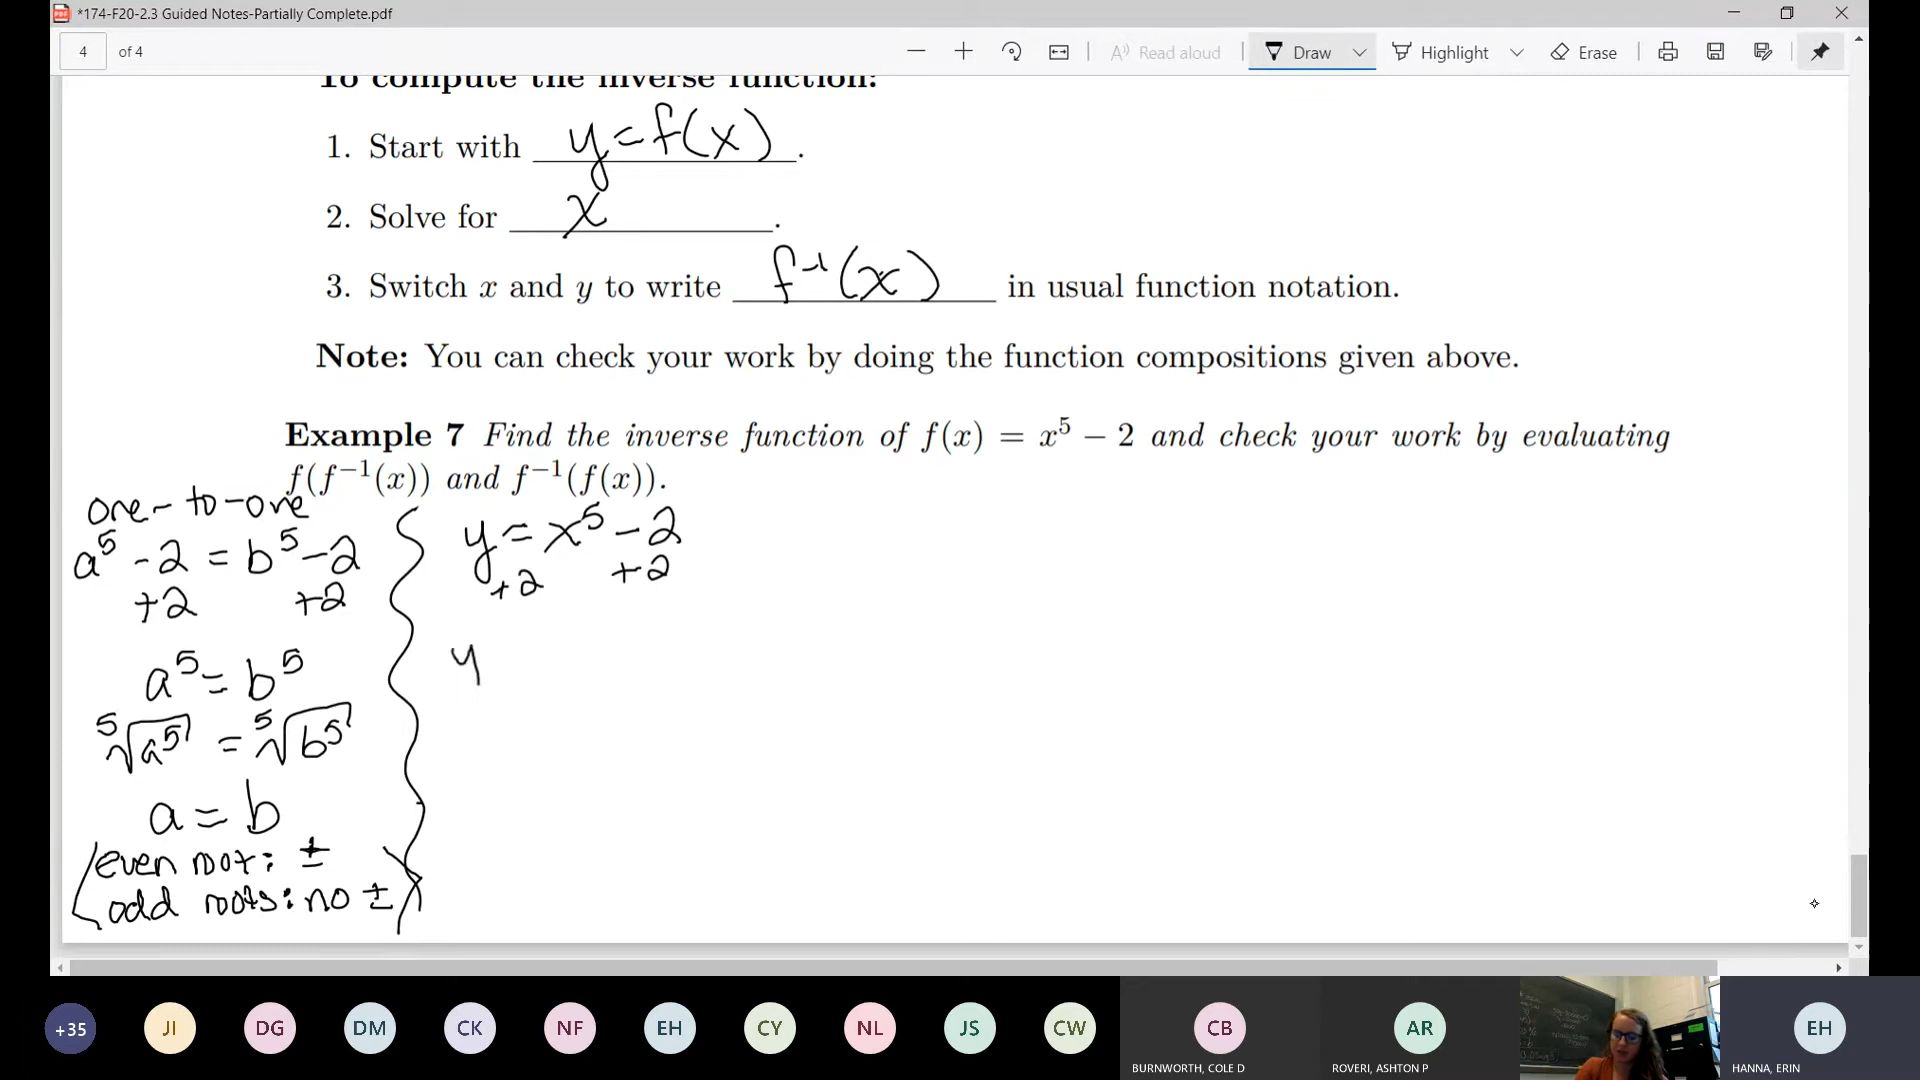 *174-F20-2.3 Guided Notes-Partially Complete.pdf
4 of 4
Read aloud
Draw
Highlight
Erase
To compute the inverse function:
1. Start with y = f(x).
2. Solve for x.
3. Switch x and y to write f⁻¹(x) in usual function notation.
Note: You can check your work by doing the function compositions given above.
Example 7 Find the inverse function of f(x) = x⁵ − 2 and check your work by evaluating
f(f⁻¹(x)) and f⁻¹(f(x)).
one-to-one
a⁵ - 2 = b⁵ - 2
+2 +2
a⁵ = b⁵
⁵√a⁵ = ⁵√b⁵
a = b
(even root: ±
odd roots: no ±)
y = x⁵ - 2
+2 +2
y
+35
JI
DG
DM
CK
NF
EH
CY
NL
JS
CW
CB
BURNWORTH, COLE D
AR
ROVERI, ASHTON P
EH
HANNA, ERIN